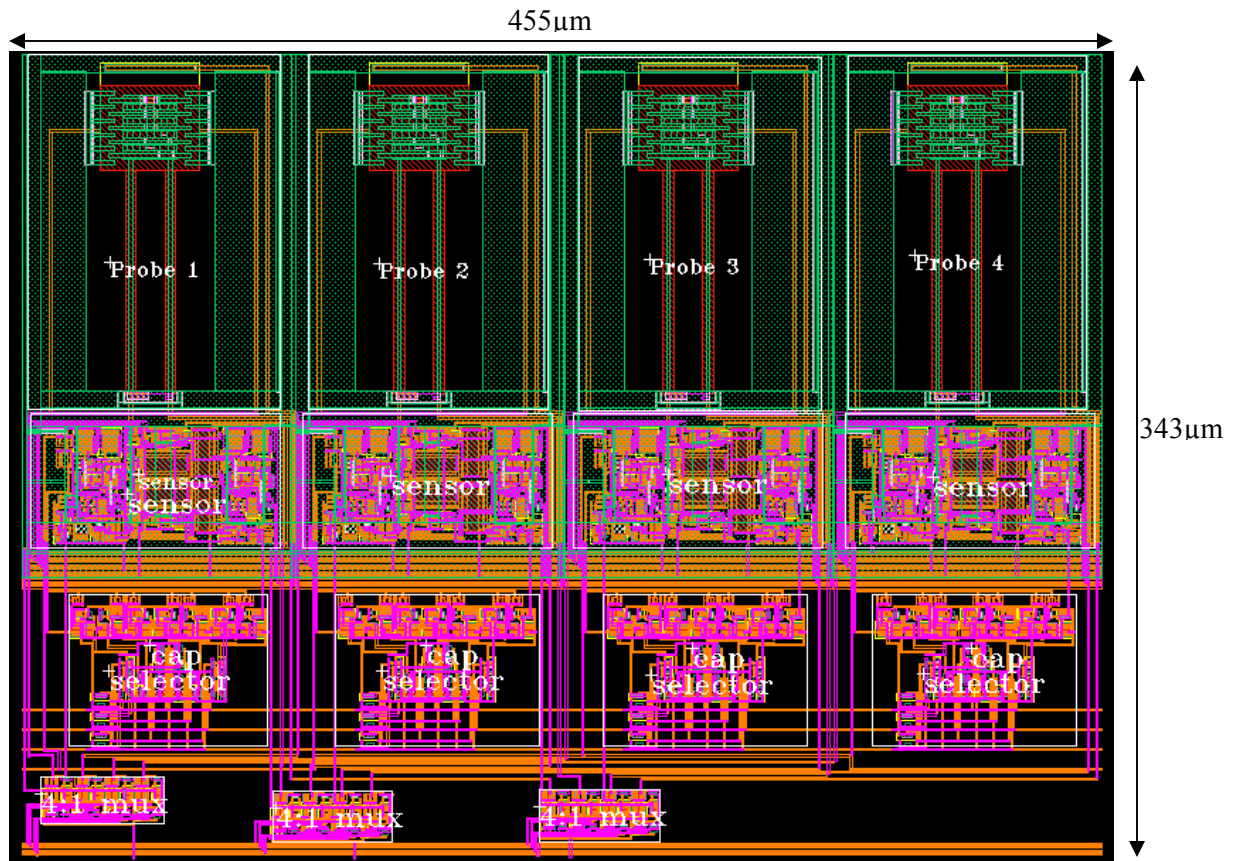 455µm
Probe 1
Probe 2
Probe 3
Probe 4
343µm
sensor
sensor
sensor
sensor
sensor
cap
selector
cap
selector
cap
selector
cap
selector
4:1 mux
4:1 mux
4:1 mux